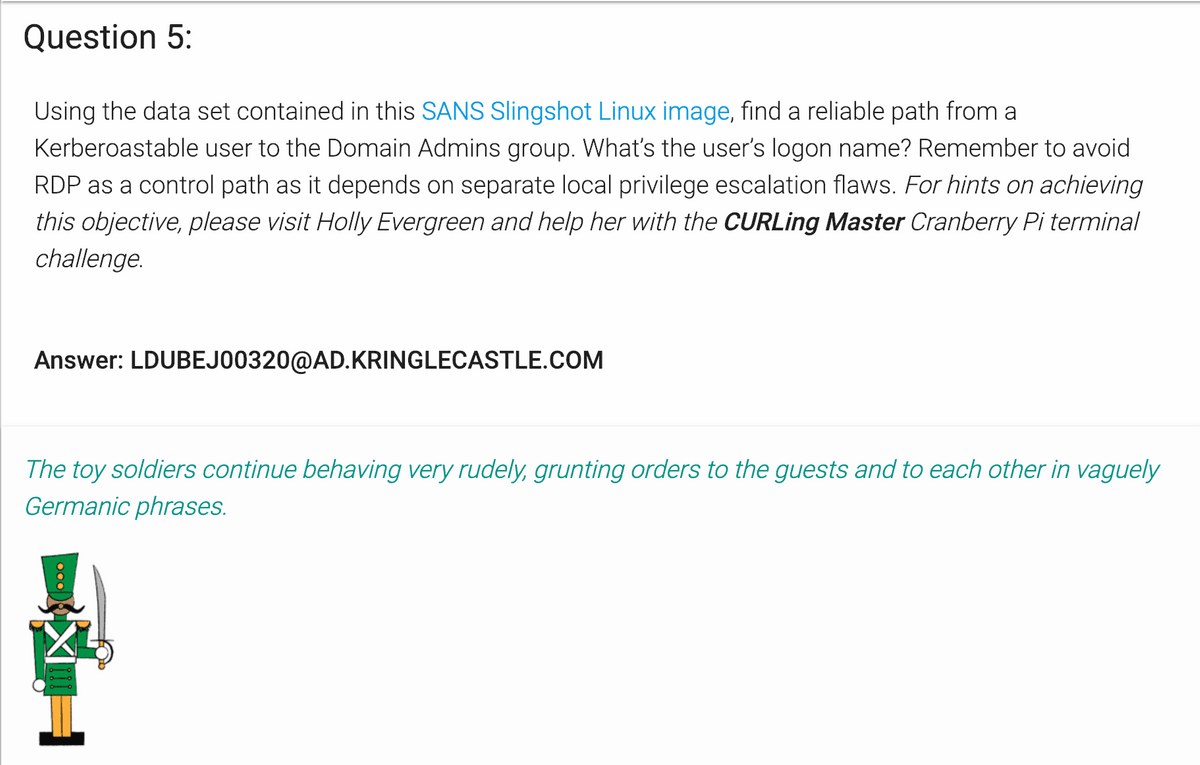 Question 5:
Using the data set contained in this SANS Slingshot Linux image, find a reliable path from a
Kerberoastable user to the Domain Admins group. What's the user's logon name? Remember to avoid
RDP as a control path as it depends on separate local privilege escalation flaws. For hints on achieving
this objective, please visit Holly Evergreen and help her with the CURLing Master Cranberry Pi terminal
challenge.
Answer: LDUBEJ00320@AD.KRINGLECASTLE.COM
The toy soldiers continue behaving very rudely, grunting orders to the guests and to each other in vaguely
Germanic phrases.